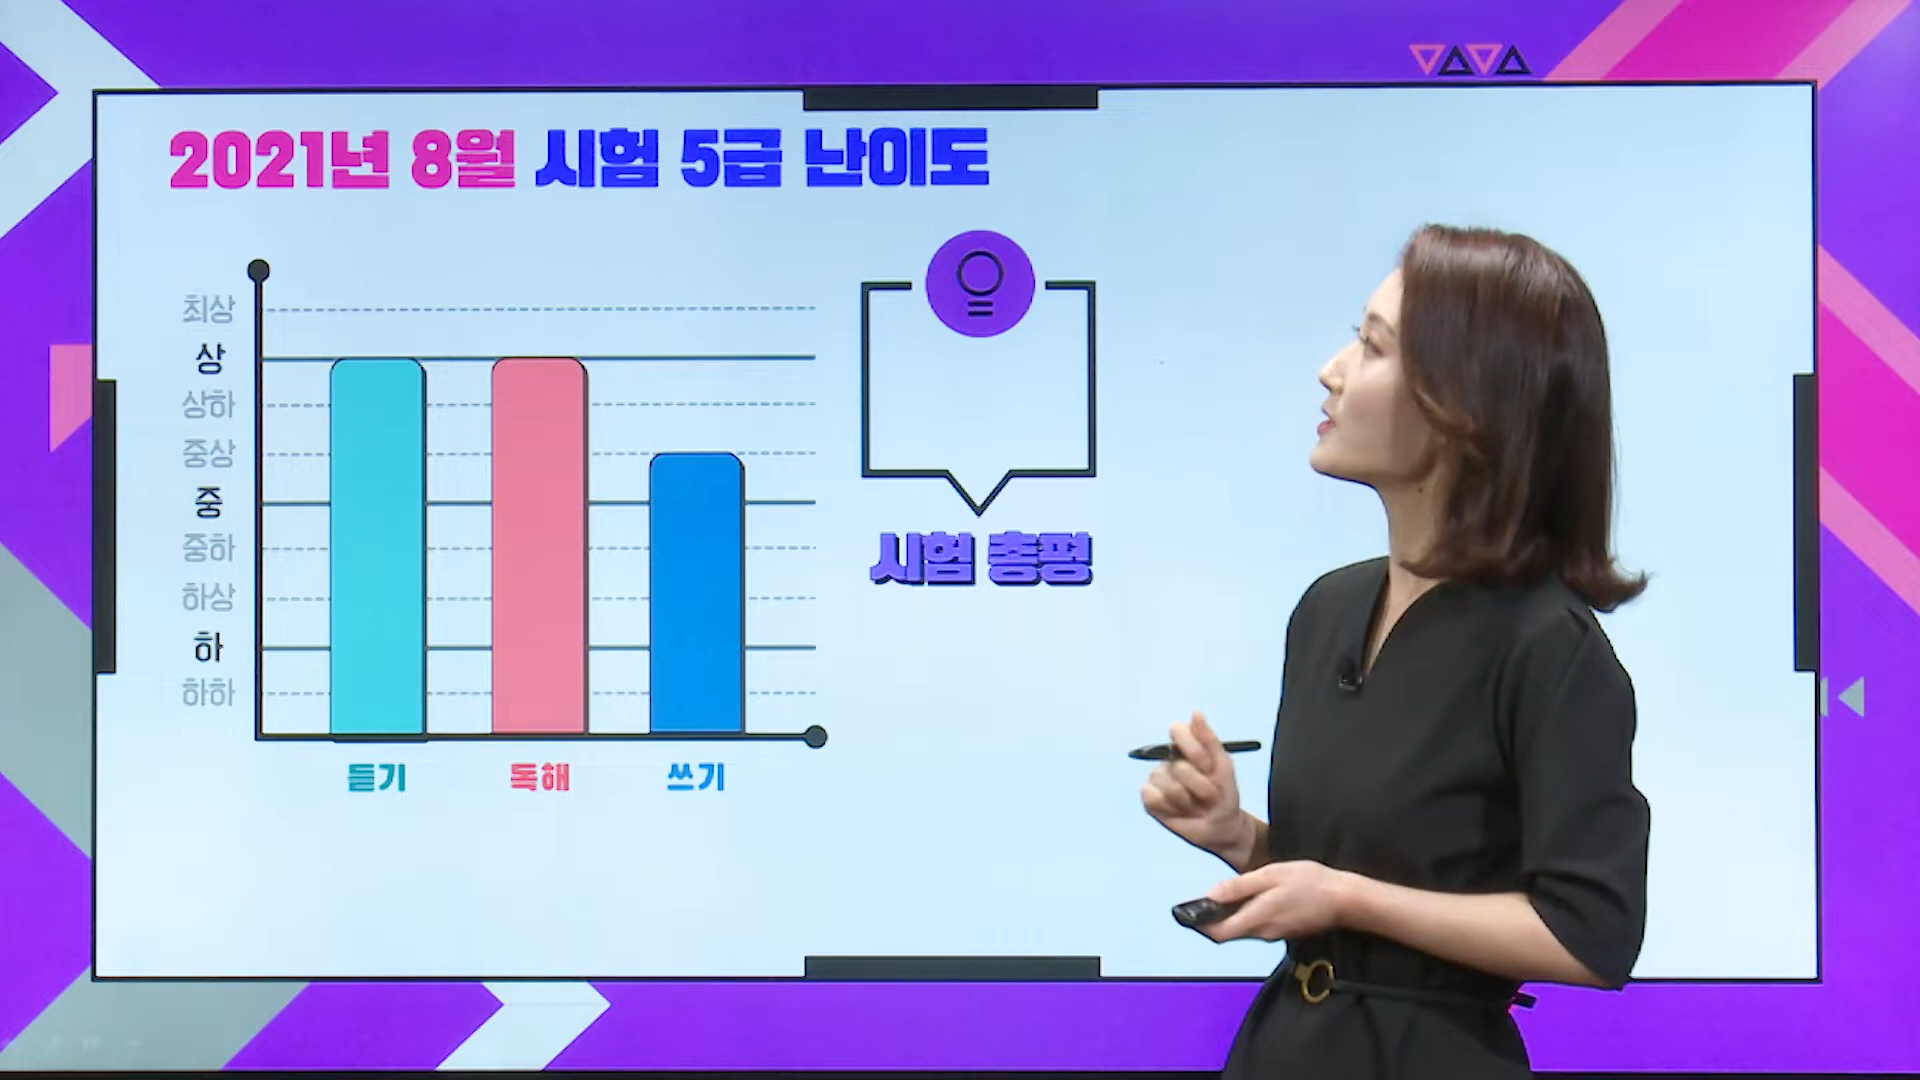 2021년 8월 시험 5급 난이도
최상
상
상하
중상
중
중하
하상
하
하하
듣기 독해 쓰기
시험 총평